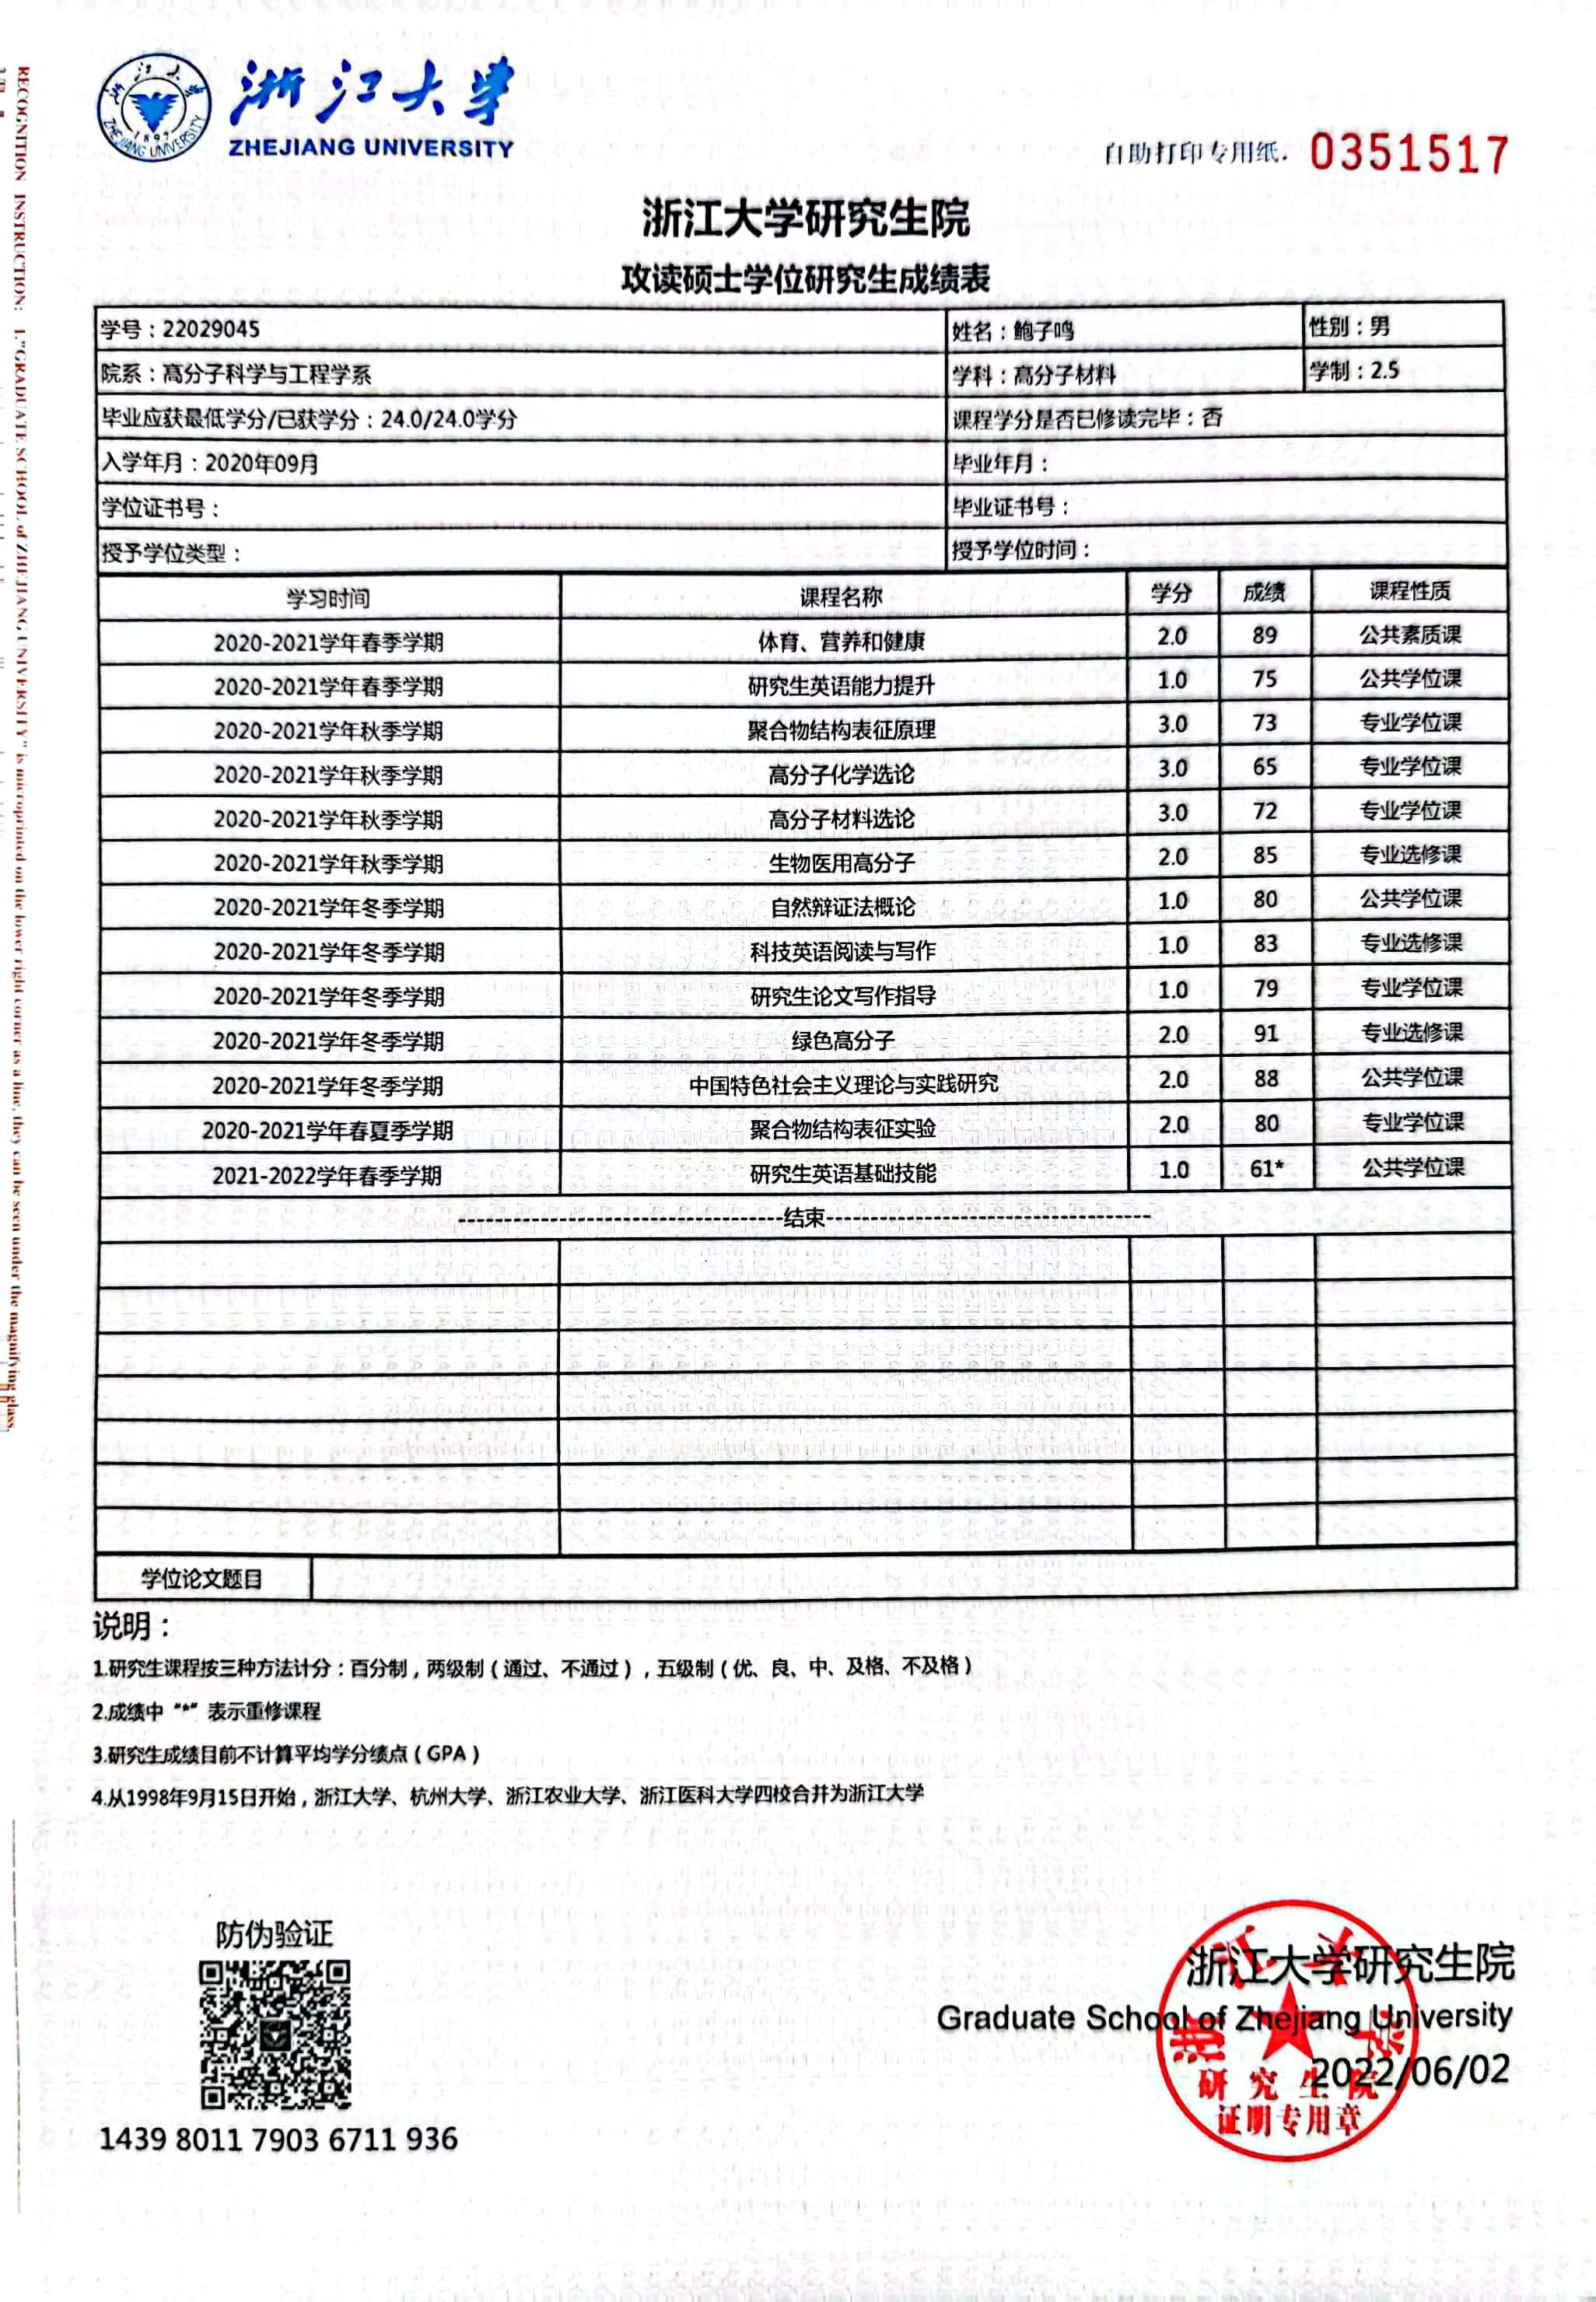 浙江大学
ZHEJIANG UNIVERSITY
1897
自助打印专用纸. 0351517
浙江大学研究生院
攻读硕士学位研究生成绩表
学号：22029045 姓名：鲍子鸣 性别：男
院系：高分子科学与工程学系 学科：高分子材料 学制：2.5
毕业应获最低学分/已获学分：24.0/24.0学分 课程学分是否已修读完毕：否
入学年月：2020年09月 毕业年月：
学位证书号： 毕业证书号：
授予学位类型： 授予学位时间：
学习时间 课程名称 学分 成绩 课程性质
2020-2021学年春季学期 体育、营养和健康 2.0 89 公共素质课
2020-2021学年春季学期 研究生英语能力提升 1.0 75 公共学位课
2020-2021学年秋季学期 聚合物结构表征原理 3.0 73 专业学位课
2020-2021学年秋季学期 高分子化学选论 3.0 65 专业学位课
2020-2021学年秋季学期 高分子材料选论 3.0 72 专业学位课
2020-2021学年秋季学期 生物医用高分子 2.0 85 专业选修课
2020-2021学年冬季学期 自然辩证法概论 1.0 80 公共学位课
2020-2021学年冬季学期 科技英语阅读与写作 1.0 83 专业选修课
2020-2021学年冬季学期 研究生论文写作指导 1.0 79 专业学位课
2020-2021学年冬季学期 绿色高分子 2.0 91 专业选修课
2020-2021学年冬季学期 中国特色社会主义理论与实践研究 2.0 88 公共学位课
2020-2021学年春夏季学期 聚合物结构表征实验 2.0 80 专业学位课
2021-2022学年春季学期 研究生英语基础技能 1.0 61* 公共学位课
------------------------------------结束------------------------------------
学位论文题目
说明：
1.研究生课程按三种方法计分：百分制，两级制（通过、不通过），五级制（优、良、中、及格、不及格）
2.成绩中 “*” 表示重修课程
3.研究生成绩目前不计算平均学分绩点（GPA）
4.从1998年9月15日开始，浙江大学、杭州大学、浙江农业大学、浙江医科大学四校合并为浙江大学
防伪验证
1439 8011 7903 6711 936
浙江大学研究生院
Graduate School of Zhejiang University
2022/06/02
浙江大学
研究生院
证明专用章
RECOGNITION INSTRUCTION: 1."GRADUATE SCHOOL of ZHEJIANG UNIVERSITY" is microprinted on the lower right corner as a line, they can be seen under the magnifying glass.